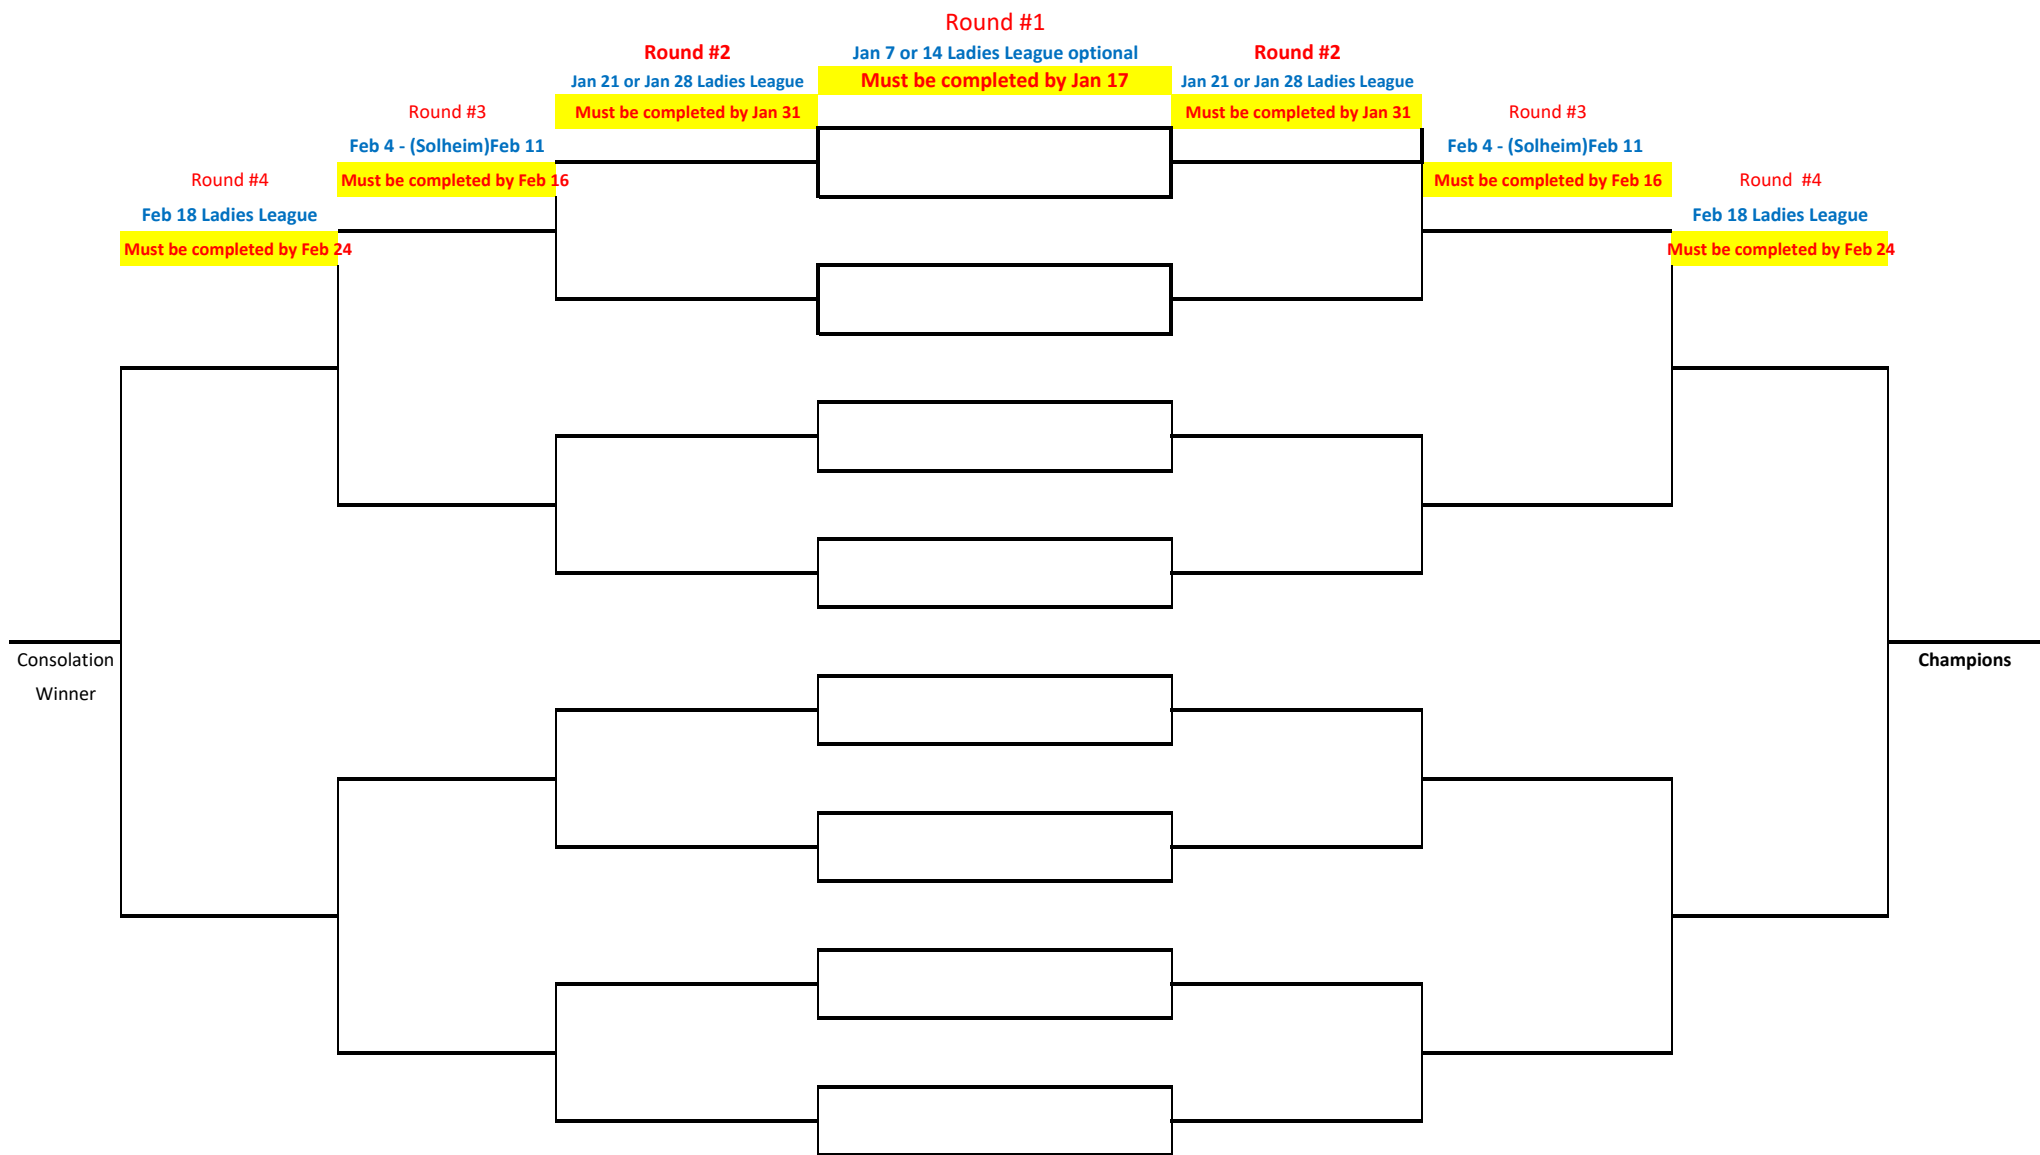 Round #1
Round #2
Jan 7 or 14 Ladies League optional
Round #2
Jan 21 or Jan 28 Ladies League
Must be completed by Jan 17
Jan 21 or Jan 28 Ladies League
Round #3
Must be completed by Jan 31
Must be completed by Jan 31
Round #3
Feb 4 - (Solheim)Feb 11
Feb 4 - (Solheim)Feb 11
Round #4
Must be completed by Feb 16
Must be completed by Feb 16
Round  #4
Feb 18 Ladies League
Feb 18 Ladies League
Must be completed by Feb 24
Must be completed by Feb 24
Consolation
Champions
Winner